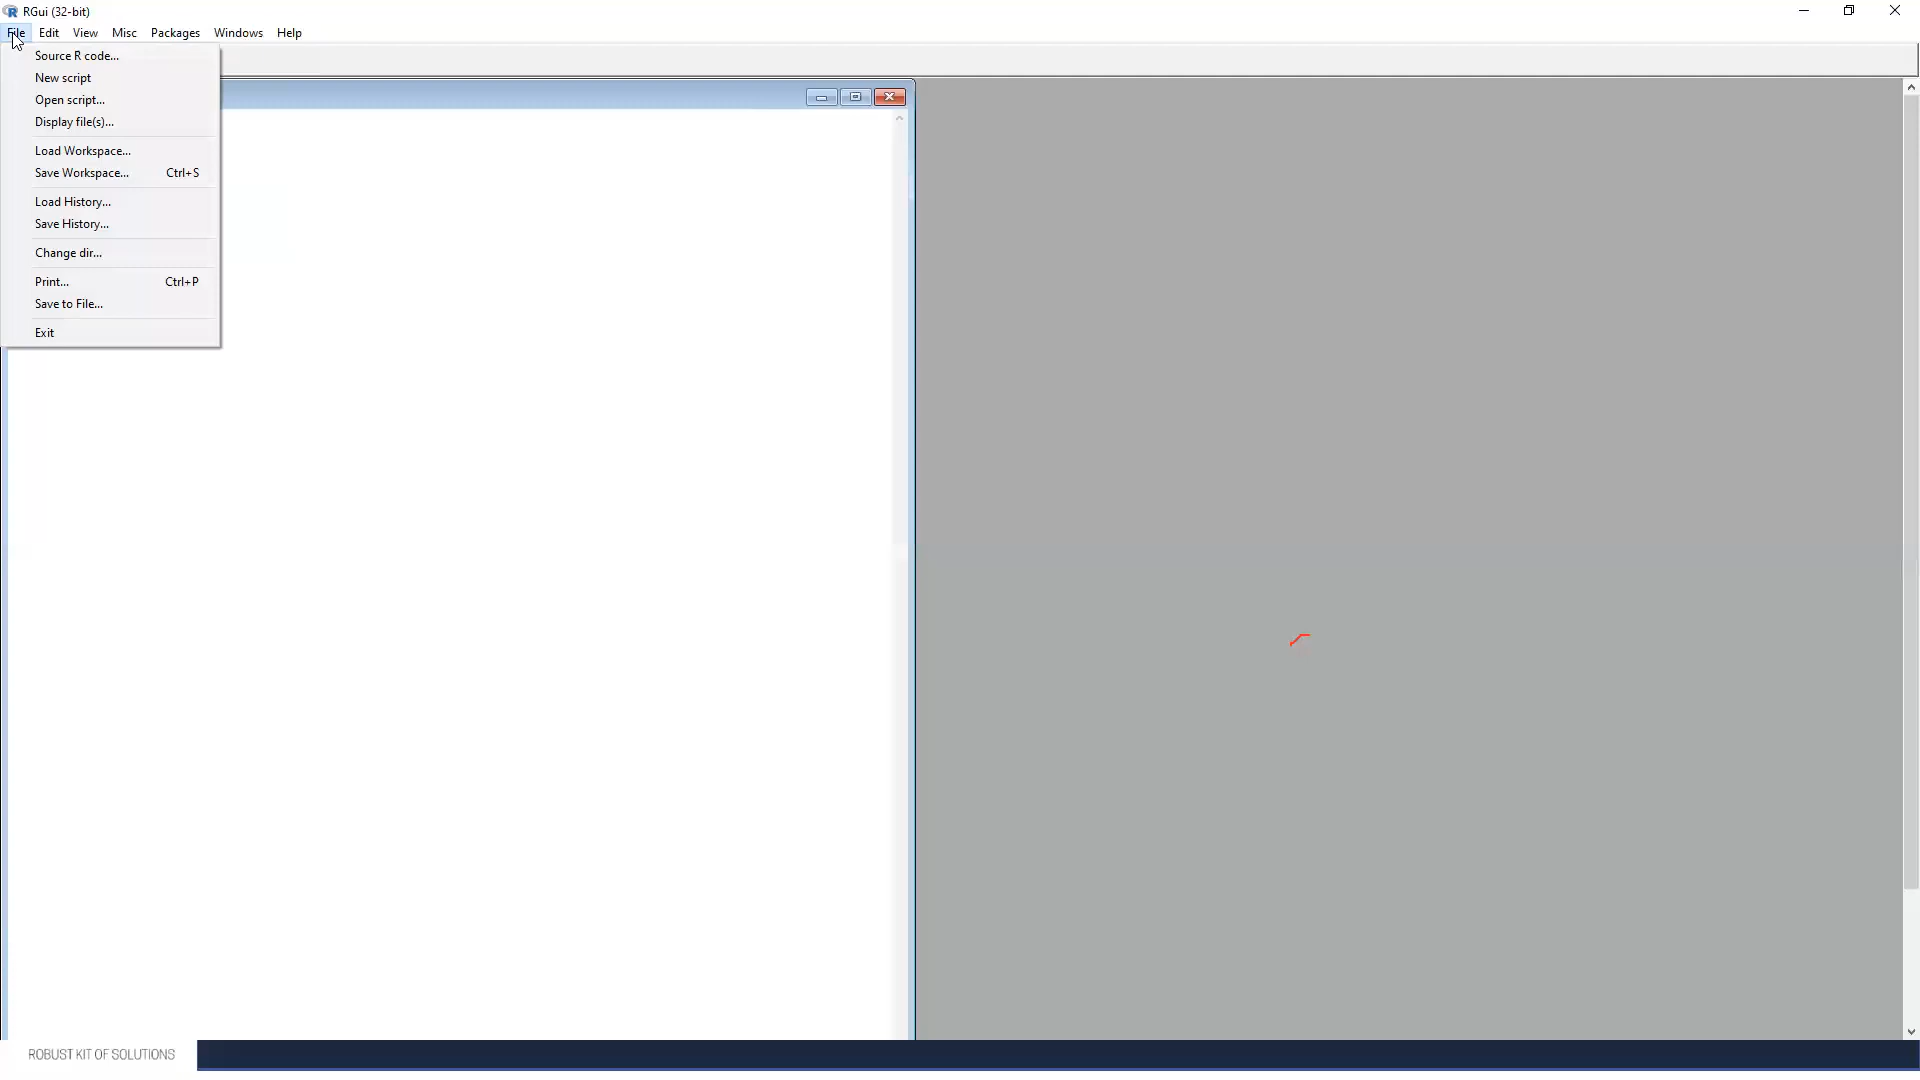 RGui (32-bit)
File Edit View Misc Packages Windows Help
Source R code...
New script
Open script...
Display file(s)...
Load Workspace...
Save Workspace... Ctrl+S
Load History...
Save History...
Change dir...
Print... Ctrl+P
Save to File...
Exit
ROBUST KIT OF SOLUTIONS